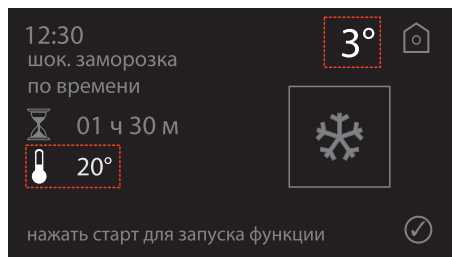 12:30
3°
шок. заморозка
по времени
01 ч 30 м
20°
нажать старт для запуска функции